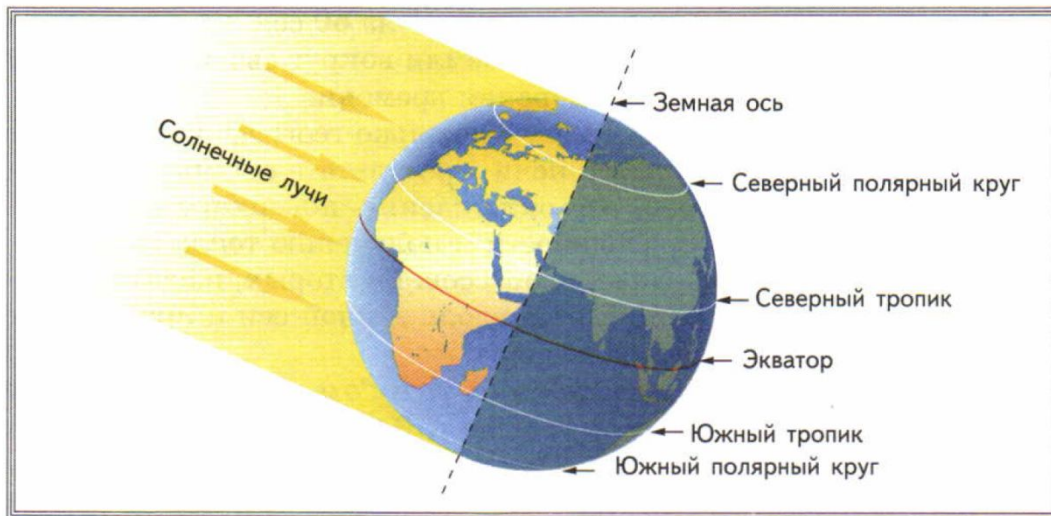 Солнечные лучи
Земная ось
Северный полярный круг
Северный тропик
Экватор
Южный тропик
Южный полярный круг